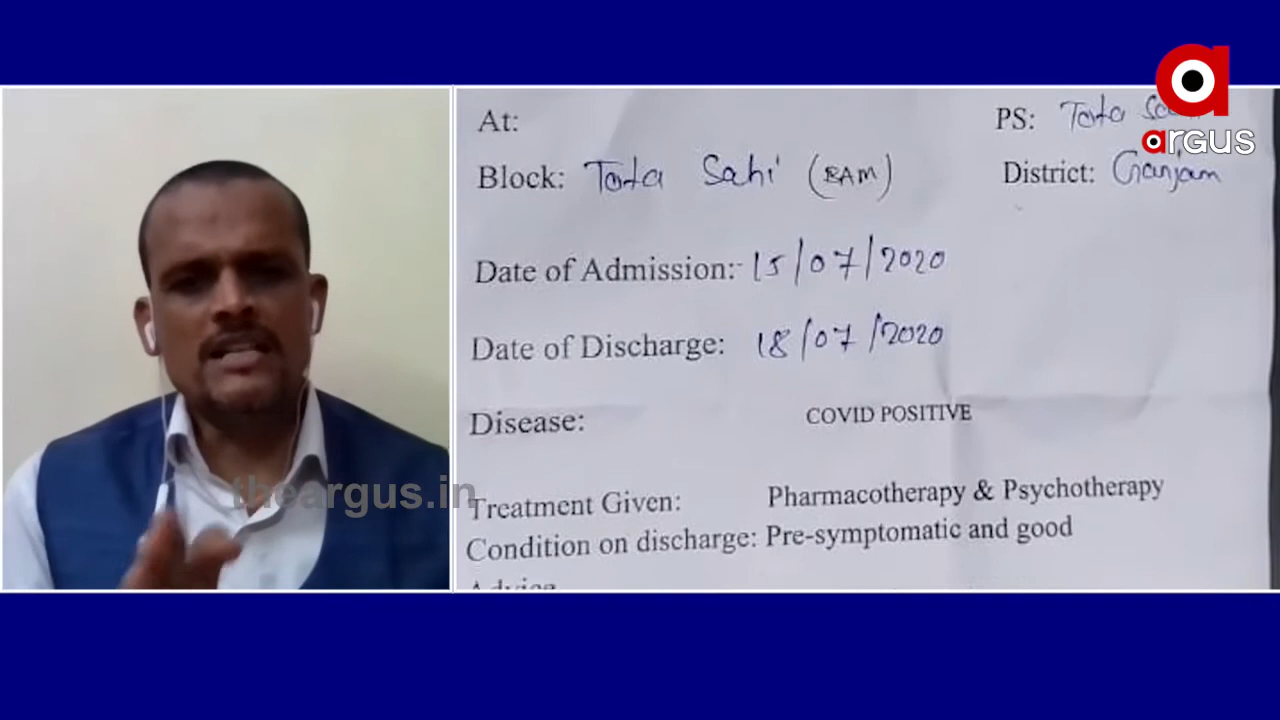 argus
theargus.in
At:
PS: Tota
Block: Tota Sahi (BAM)
District: Ganjam
Date of Admission:- 15/07/2020
Date of Discharge: 18/07/2020
Disease: COVID POSITIVE
Treatment Given: Pharmacotherapy & Psychotherapy
Condition on discharge: Pre-symptomatic and good